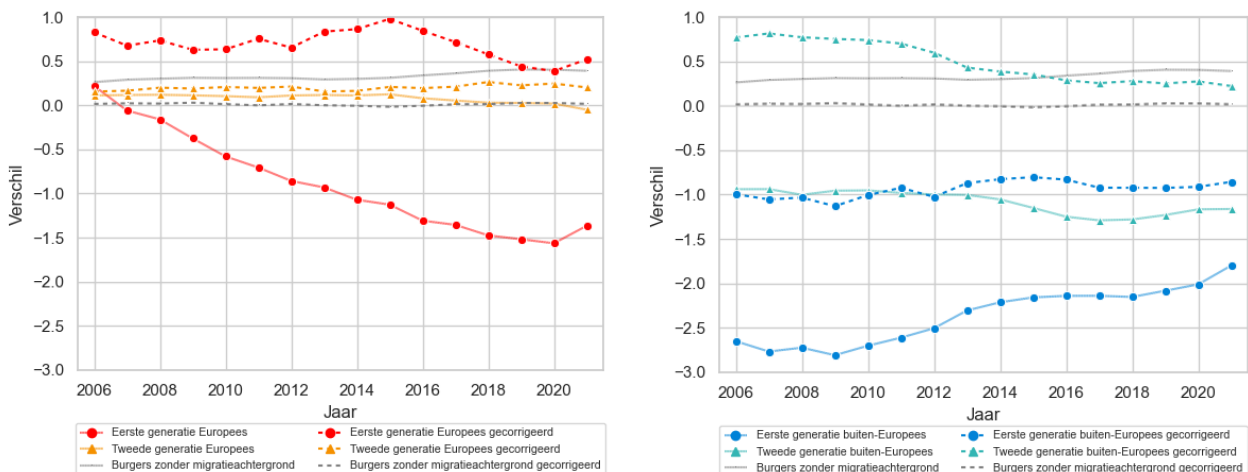 1.0
0.5
0.0
−0.5
−1.0
−1.5
−2.0
−2.5
−3.0
Verschil
2006 2008 2010 2012 2014 2016 2018 2020
Jaar
Eerste generatie Europees
Eerste generatie Europees gecorrigeerd
Tweede generatie Europees
Tweede generatie Europees gecorrigeerd
Burgers zonder migratieachtergrond
Burgers zonder migratieachtergrond gecorrigeerd
1.0
0.5
0.0
−0.5
−1.0
−1.5
−2.0
−2.5
−3.0
Verschil
2006 2008 2010 2012 2014 2016 2018 2020
Jaar
Eerste generatie buiten-Europees
Eerste generatie buiten-Europees gecorrigeerd
Tweede generatie buiten-Europees
Tweede generatie buiten-Europees gecorrigeerd
Burgers zonder migratieachtergrond
Burgers zonder migratieachtergrond gecorrigeerd